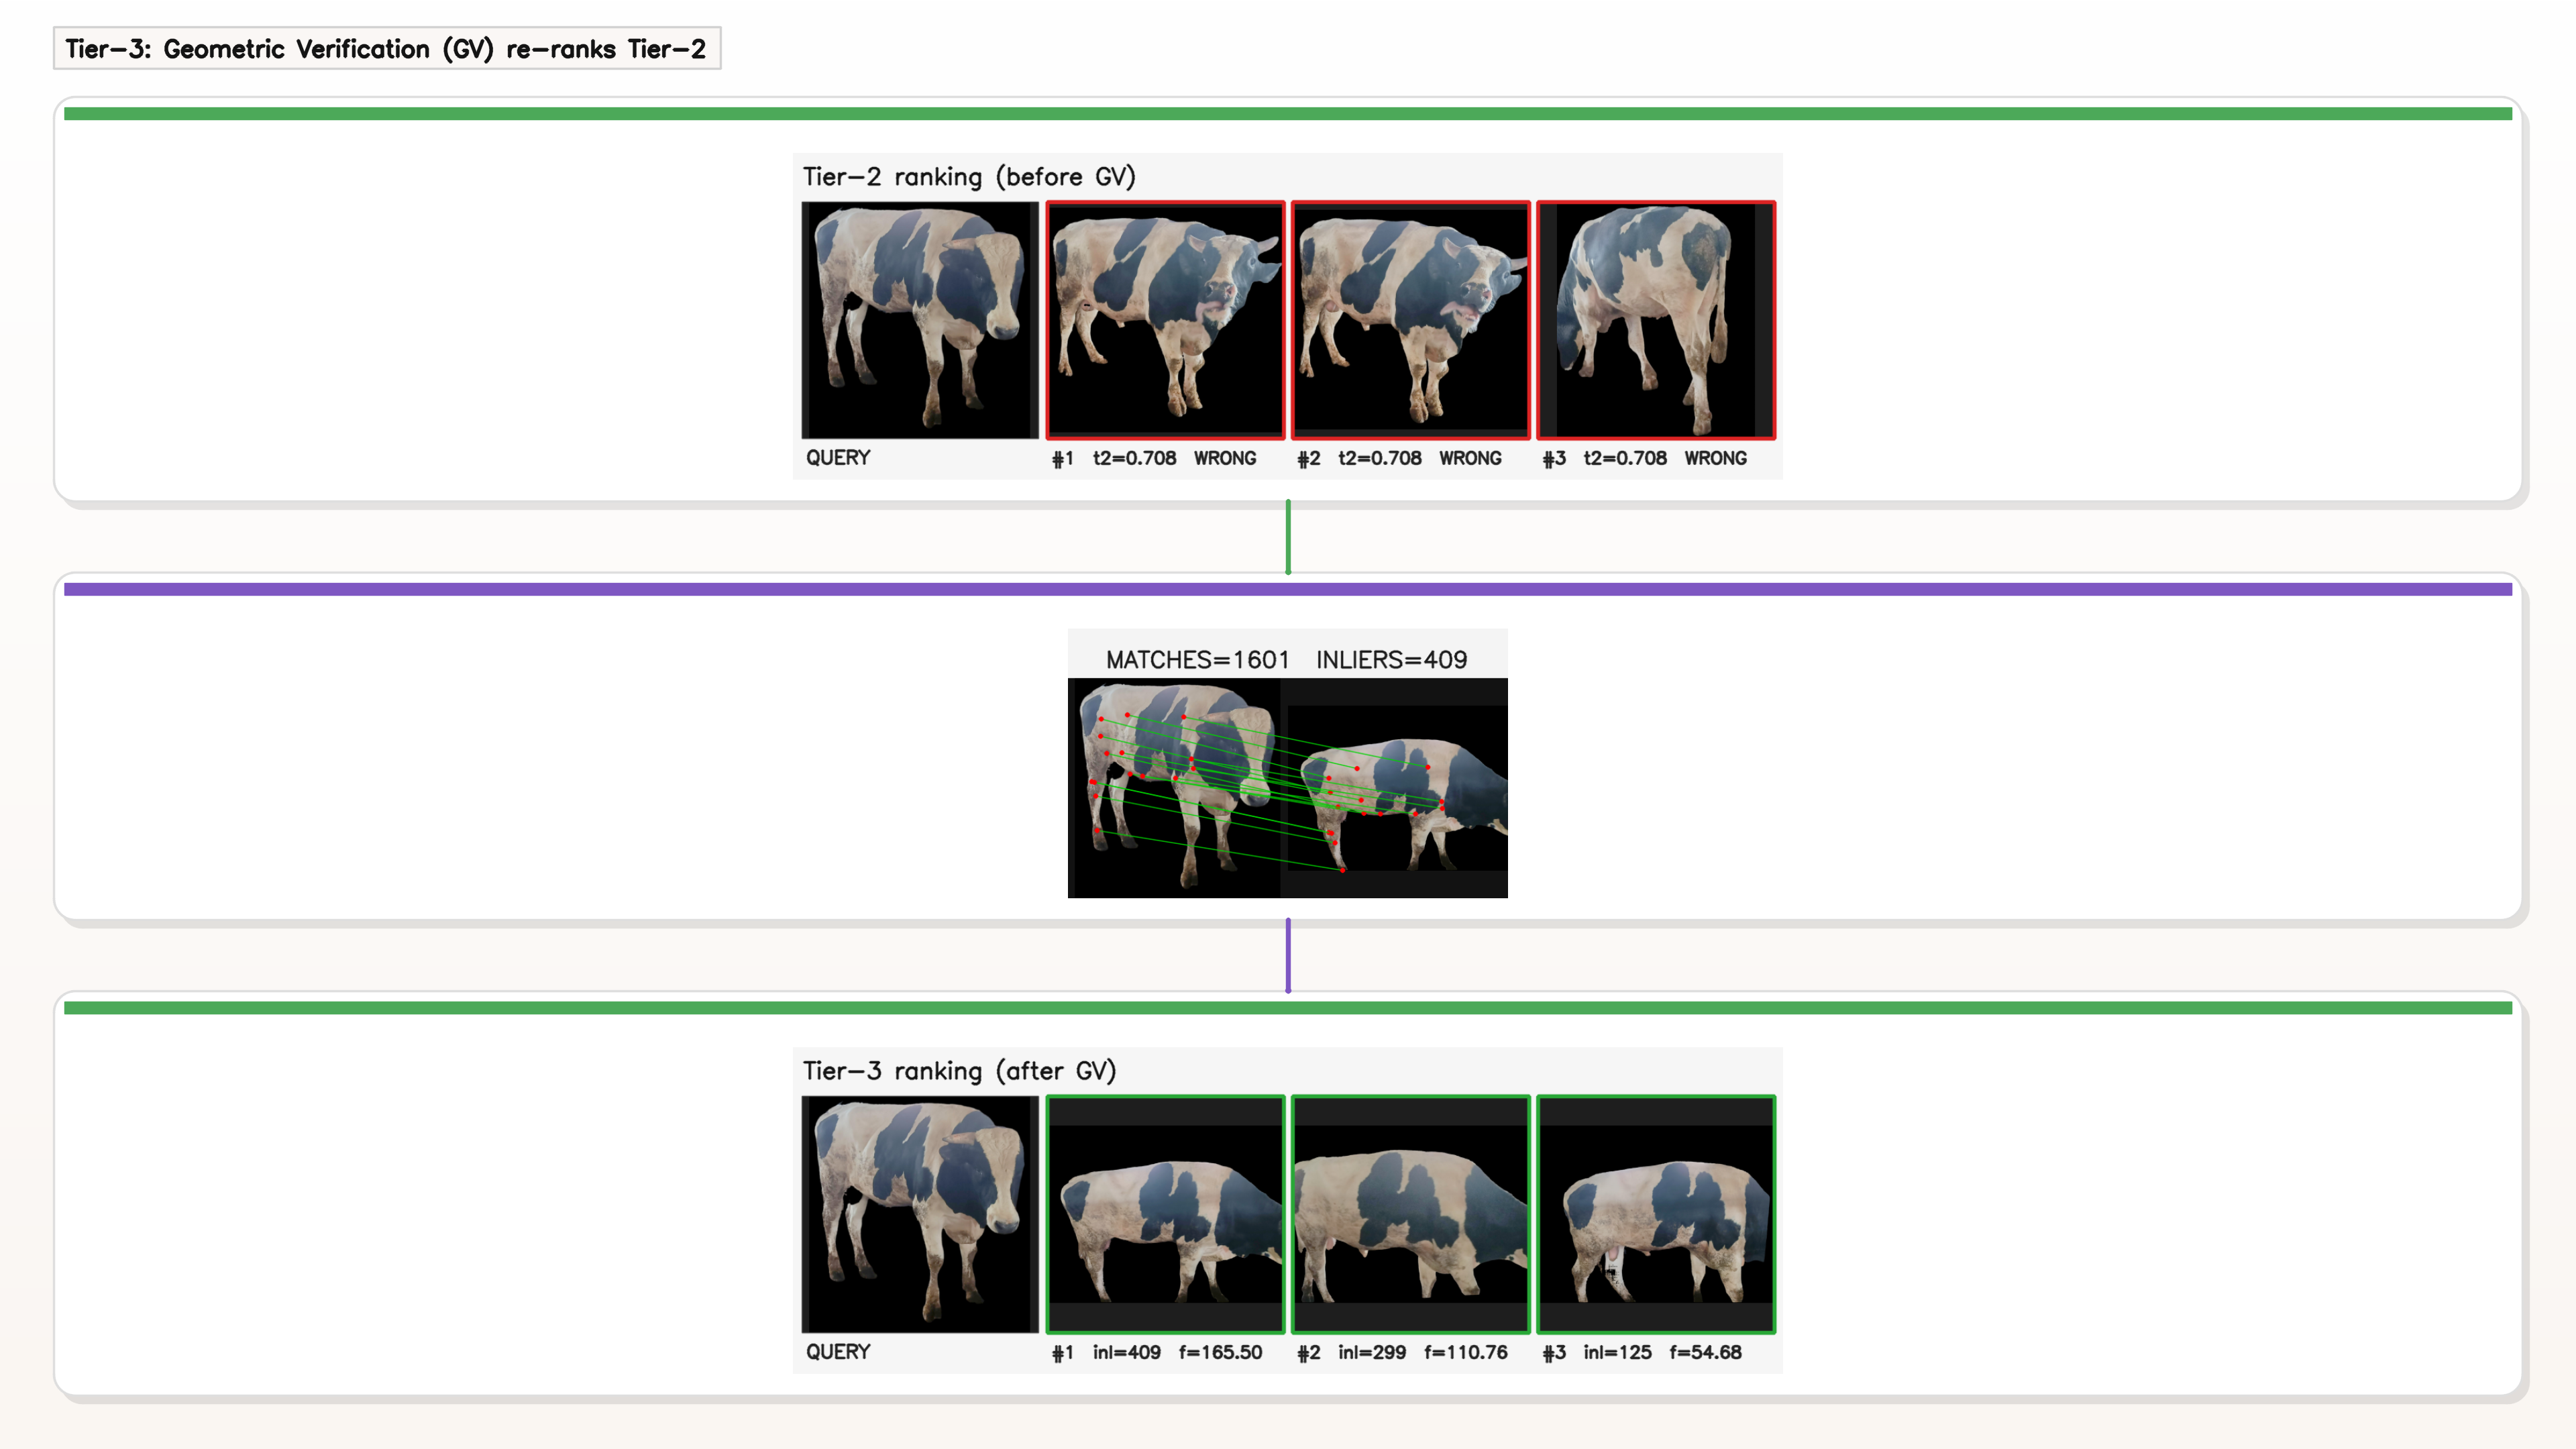 Tier-3: Geometric Verification (GV) re-ranks Tier-2
Tier-2 ranking (before GV)
QUERY #1 t2=0.708 WRONG #2 t2=0.708 WRONG #3 t2=0.708 WRONG
MATCHES=1601 INLIERS=409
Tier-3 ranking (after GV)
QUERY #1 inl=409 f=165.50 #2 inl=299 f=110.76 #3 inl=125 f=54.68